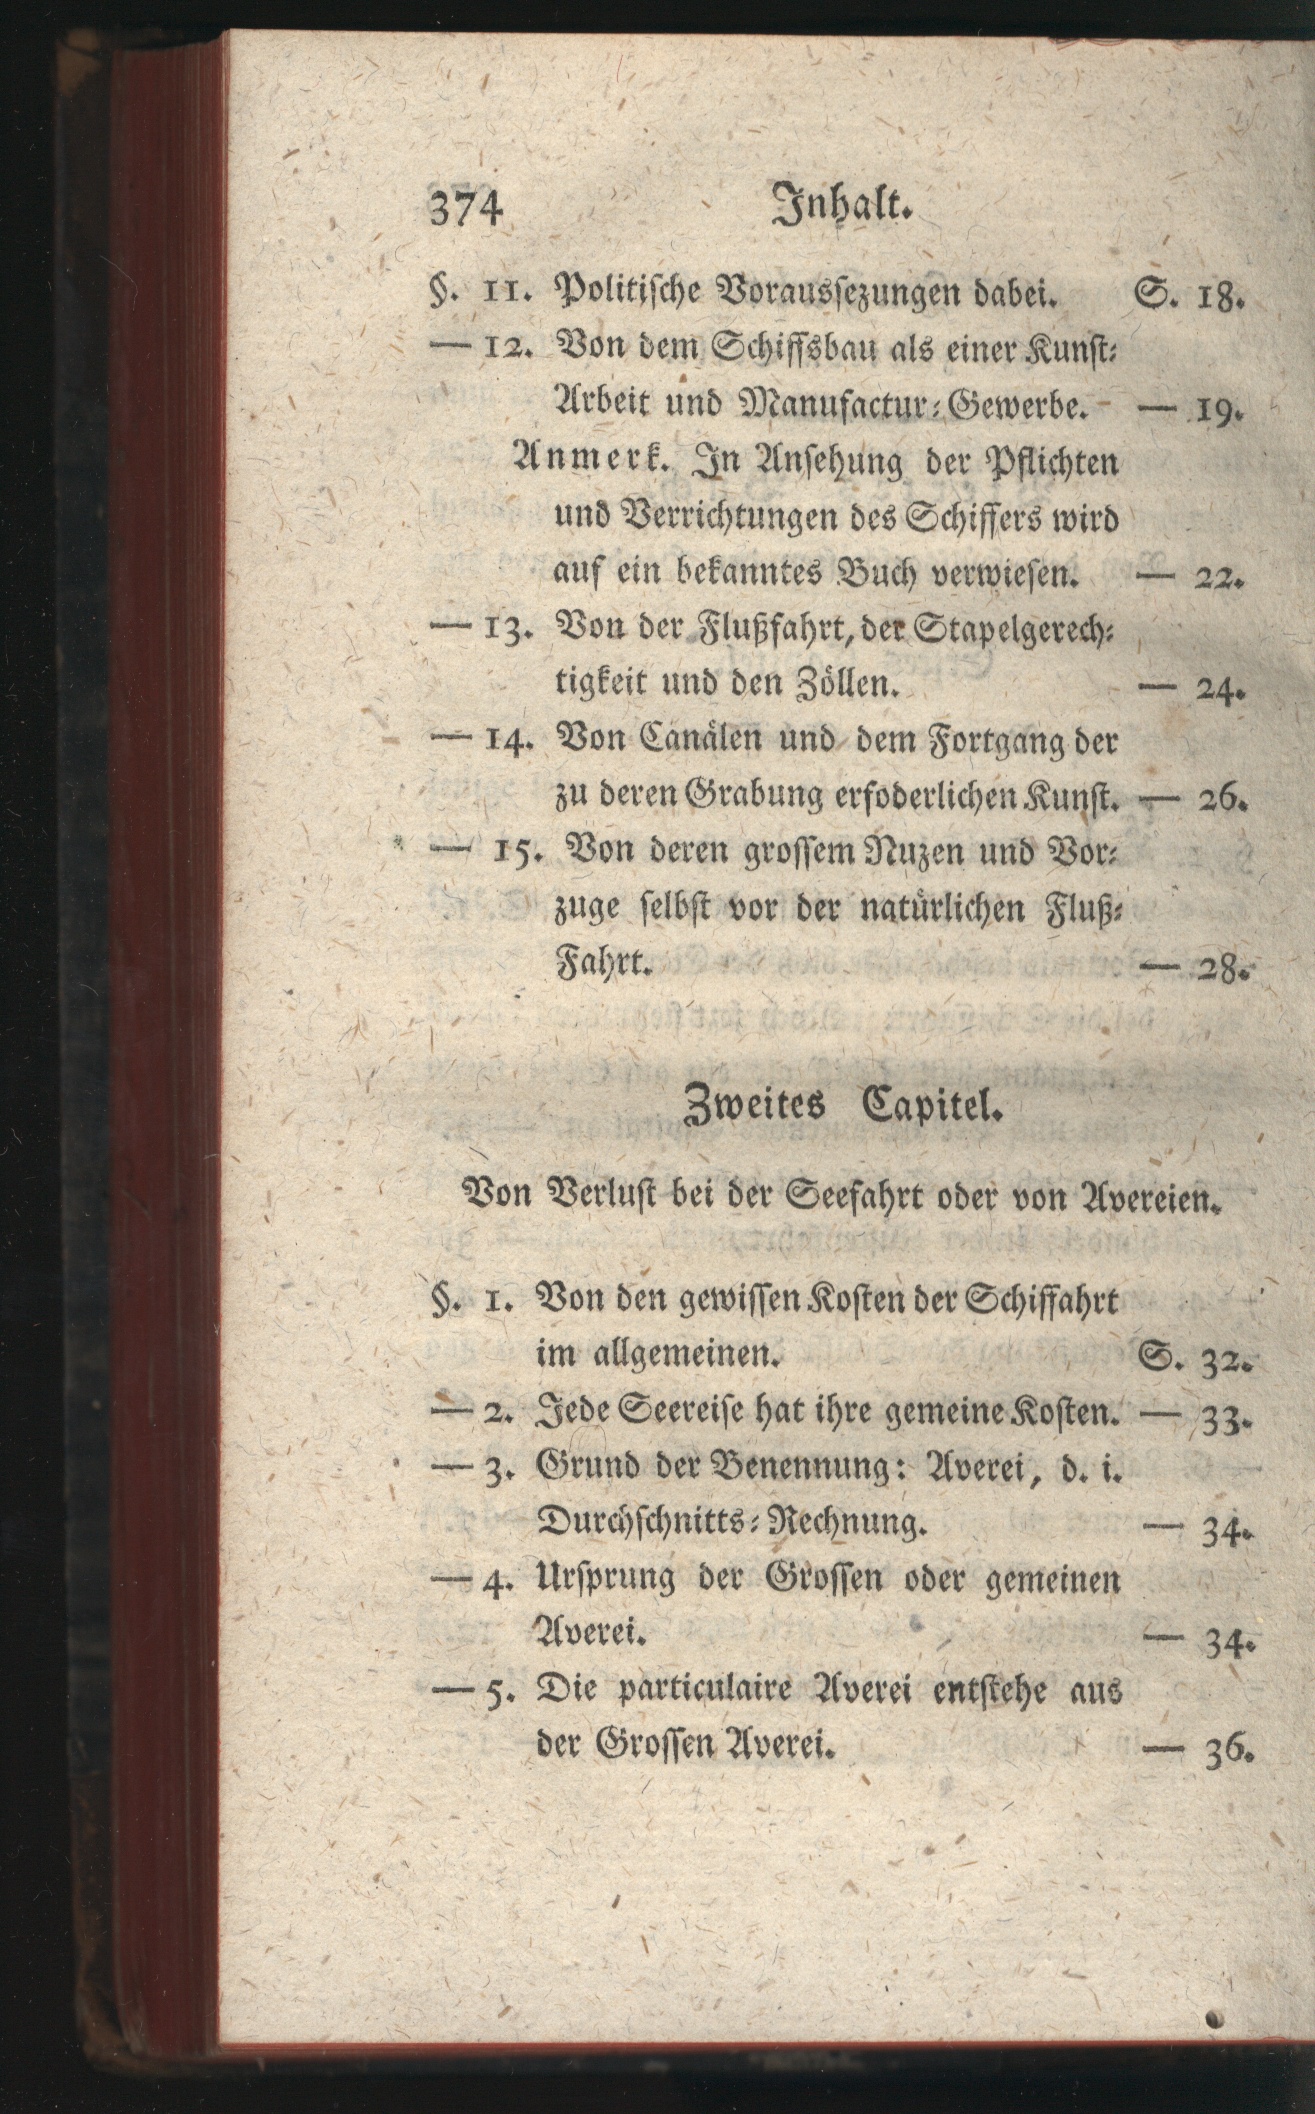 374 Inhalt.
§. 11. Politiſche Vorausſezungen dabei. S. 18.
— 12. Von dem Schiffsbau als einer Kunſt⸗
Arbeit und Manufactur⸗Gewerbe. — 19.
Anmerk. In Anſehung der Pflichten
und Verrichtungen des Schiffers wird
auf ein bekanntes Buch verwieſen. — 22.
— 13. Von der Flußfahrt, der Stapelgerech⸗
tigkeit und den Zöllen. — 24.
— 14. Von Canälen und dem Fortgang der
zu deren Grabung erfoderlichen Kunſt. — 26.
— 15. Von deren groſſem Nuzen und Vor⸗
zuge ſelbſt vor der natürlichen Fluß⸗
Fahrt. — 28.
Zweites Capitel.
Von Verluſt bei der Seefahrt oder von Avereien.
§. 1. Von den gewiſſen Koſten der Schiffahrt
im allgemeinen. S. 32.
— 2. Jede Seereiſe hat ihre gemeine Koſten. — 33.
— 3. Grund der Benennung: Averei, d. i.
Durchſchnitts⸗Rechnung. — 34.
— 4. Urſprung der Groſſen oder gemeinen
Averei. — 34.
— 5. Die particulaire Averei entſtehe aus
der Groſſen Averei. — 36.